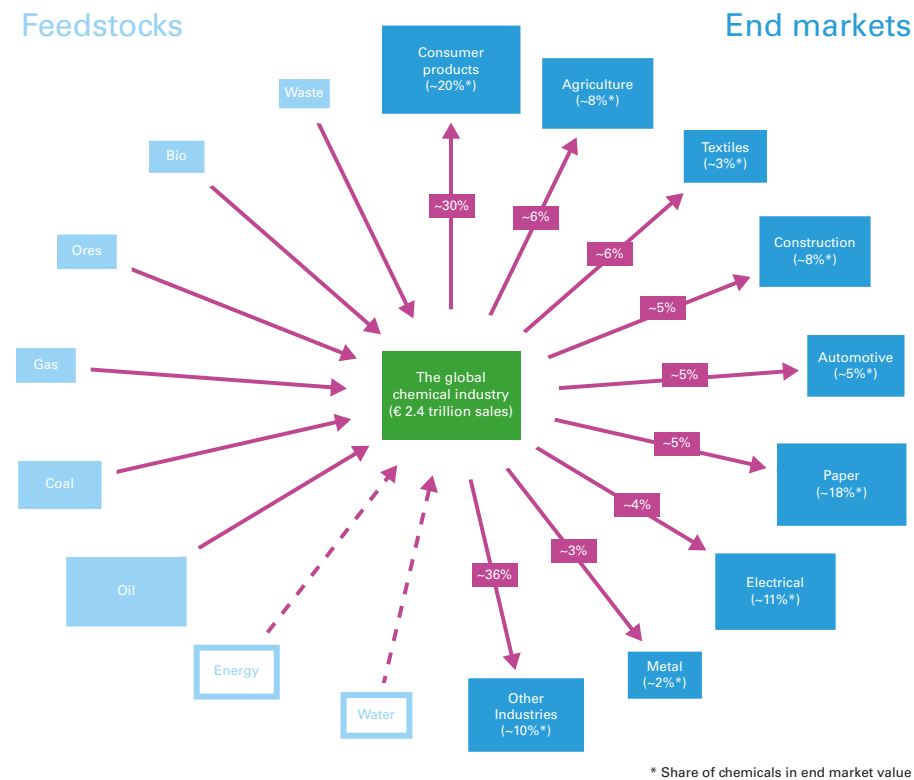 Feedstocks
End markets
Waste
Bio
Ores
Gas
Coal
Oil
Energy
Water
The global
chemical industry
(€ 2.4 trillion sales)
~30%
Consumer
products
(~20%*)
~6%
Agriculture
(~8%*)
~6%
Textiles
(~3%*)
~5%
Construction
(~8%*)
~5%
Automotive
(~5%*)
~5%
Paper
(~18%*)
~4%
Electrical
(~11%*)
~3%
Metal
(~2%*)
~36%
Other
Industries
(~10%*)
* Share of chemicals in end market value